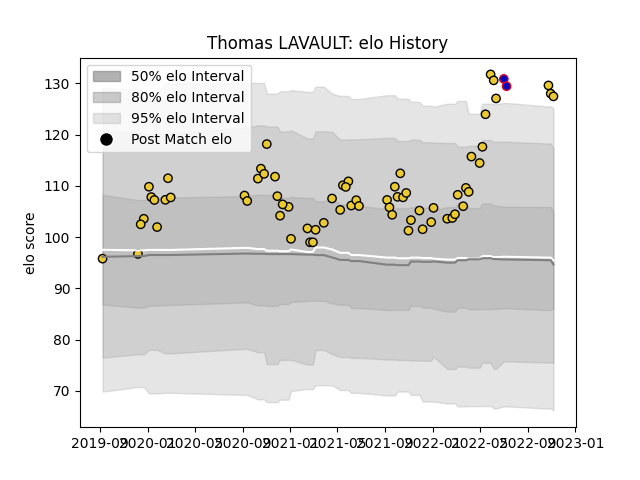 Thomas LAVAULT: elo History
50% elo Interval
80% elo Interval
95% elo Interval
Post Match elo
elo score
130
120
110
100
90
80
70
2019-09 2020-01 2020-05 2020-09 2021-01 2021-05 2021-09 2022-01 2022-05 2022-09 2023-01